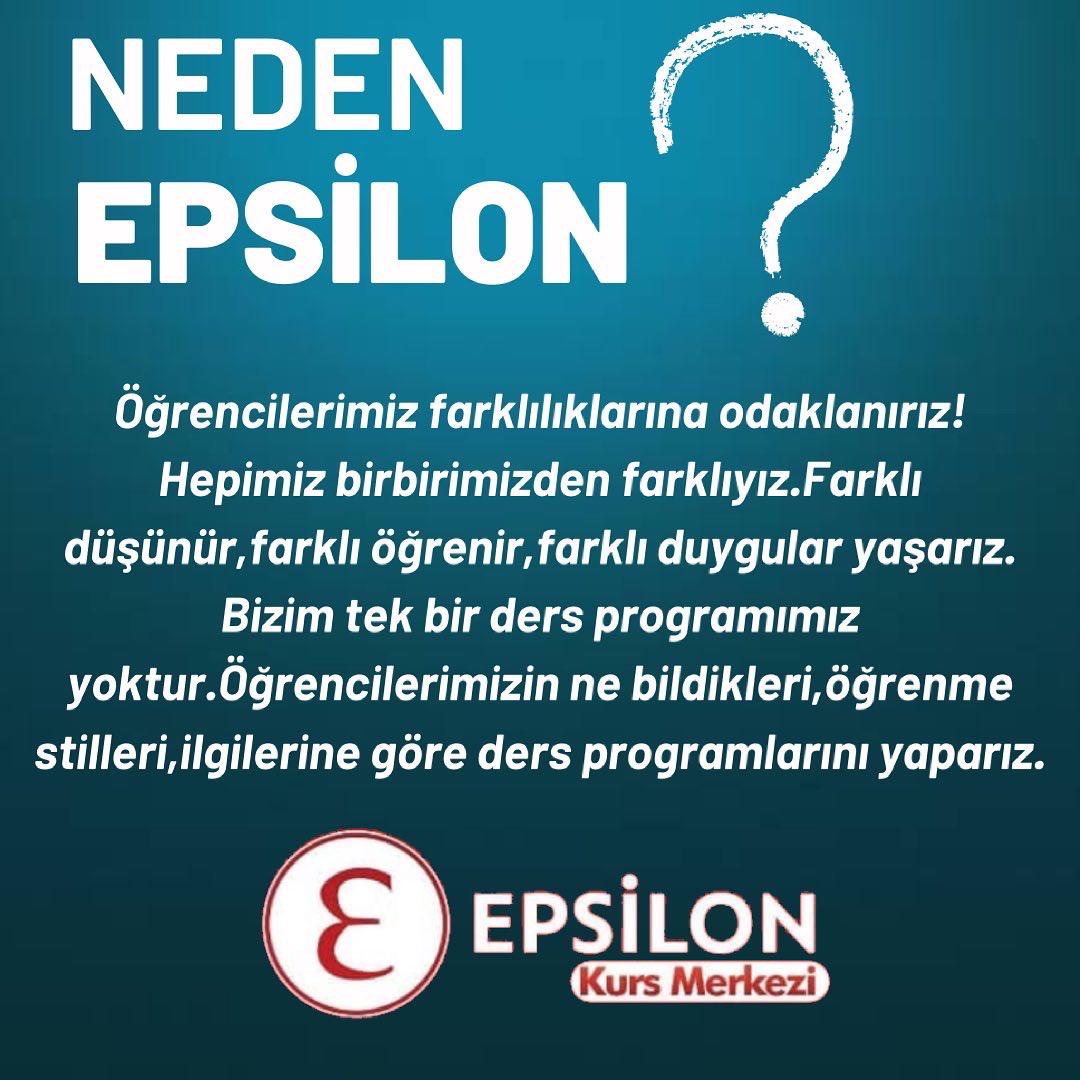 NEDEN
EPSİLON
?
Öğrencilerimiz farklılıklarına odaklanırız!
Hepimiz birbirimizden farklıyız.Farklı
düşünür,farklı öğrenir,farklı duygular yaşarız.
Bizim tek bir ders programımız
yoktur.Öğrencilerimizin ne bildikleri,öğrenme
stilleri,ilgilerine göre ders programlarını yaparız.
ε
EPSİLON
Kurs Merkezi